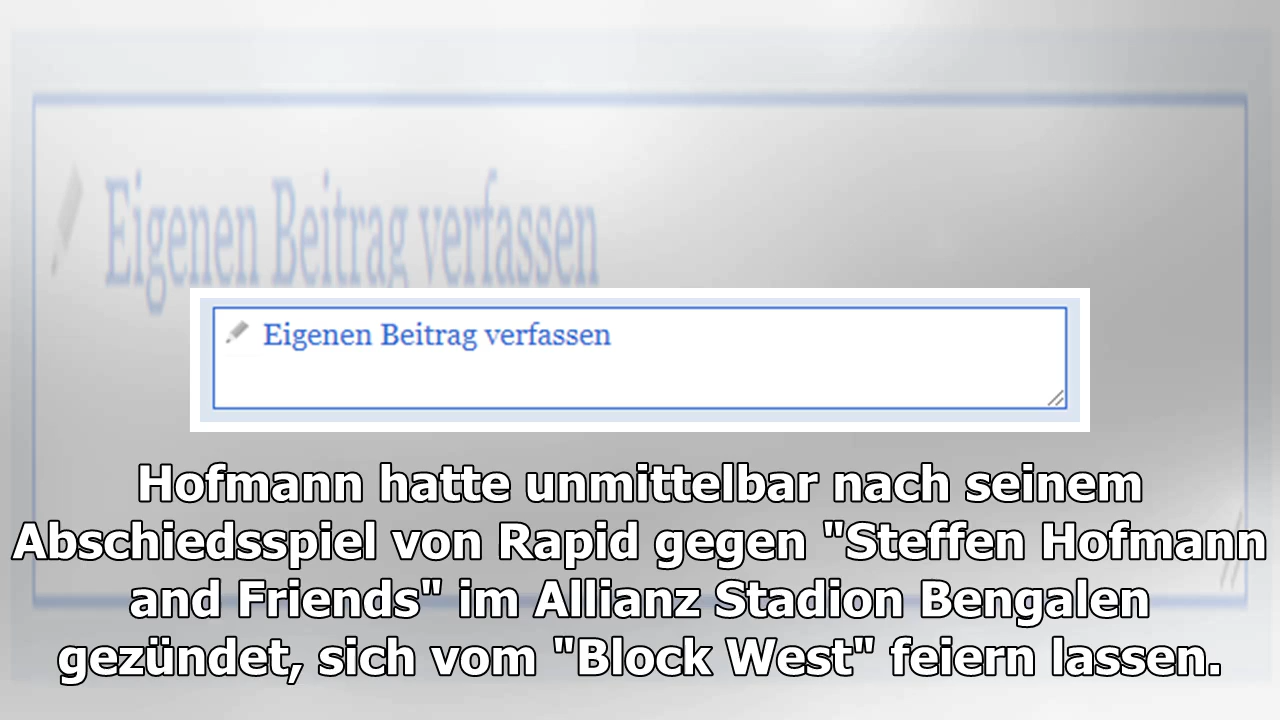 Eigenen Beitrag verfassen
Eigenen Beitrag verfassen
Hofmann hatte unmittelbar nach seinem
Abschiedsspiel von Rapid gegen "Steffen Hofmann
and Friends" im Allianz Stadion Bengalen
gezündet, sich vom "Block West" feiern lassen.